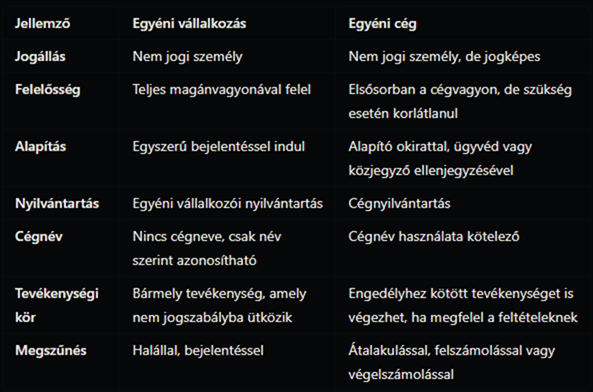 Jellemző Egyéni vállalkozás Egyéni cég
Jogállás Nem jogi személy Nem jogi személy, de jogképes
Felelősség Teljes magánvagyonával felel Elsősorban a cégvagyon, de szükség
esetén korlátlanul
Alapítás Egyszerű bejelentéssel indul Alapító okirattal, ügyvéd vagy
közjegyző ellenjegyzésével
Nyilvántartás Egyéni vállalkozói nyilvántartás Cégnyilvántartás
Cégnév Nincs cégneve, csak név Cégnév használata kötelező
szerint azonosítható
Tevékenységi Bármely tevékenység, amely Engedélyhez kötött tevékenységet is
kör nem jogszabályba ütközik végezhet, ha megfelel a feltételeknek
Megszűnés Halállal, bejelentéssel Átalakulással, felszámolással vagy
végelszámolással